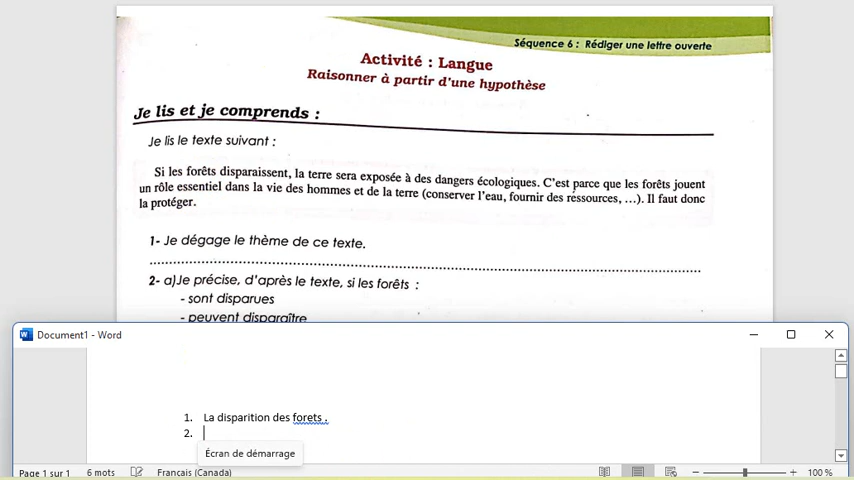 Séquence 6 : Rédiger une lettre ouverte
Activité : Langue
Raisonner à partir d'une hypothèse
Je lis et je comprends :
Je lis le texte suivant :
Si les forêts disparaissent, la terre sera exposée à des dangers écologiques. C'est parce que les forêts jouent
un rôle essentiel dans la vie des hommes et de la terre (conserver l'eau, fournir des ressources, ...). Il faut donc
la protéger.
1- Je dégage le thème de ce texte.
2- a)Je précise, d'après le texte, si les forêts :
- sont disparues
- peuvent disparaître
Document1 - Word
1. La disparition des forets .
2.
Écran de démarrage
Page 1 sur 1 6 mots Français (Canada) 100 %